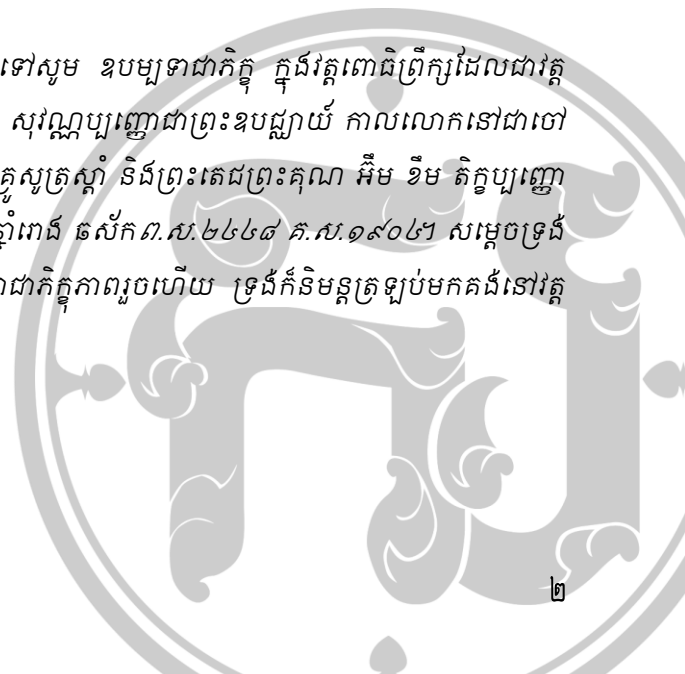 ទៅសូម ឧបម្បទាជាភិក្ខុ ក្នុងវត្តពោធិព្រឹក្សដែលជាវត្ត
សុវណ្ណប្បញ្ញោជាព្រះឧបជ្ឈាយ៍ កាលលោកនៅជាចៅ
គ្រូសូត្រស្តាំ និងព្រះតេជព្រះគុណ អ៊ឹម ខឹម តិក្ខប្បញ្ញោ
ឆ្នាំរោង ឆស័កព.ស.២៤៤៨ គ.ស.១៩០៤។ សម្តេចទ្រង់
ជាភិក្ខុភាពរួចហើយ ទ្រង់ក៏និមន្តត្រឡប់មកគង់នៅវត្ត
២